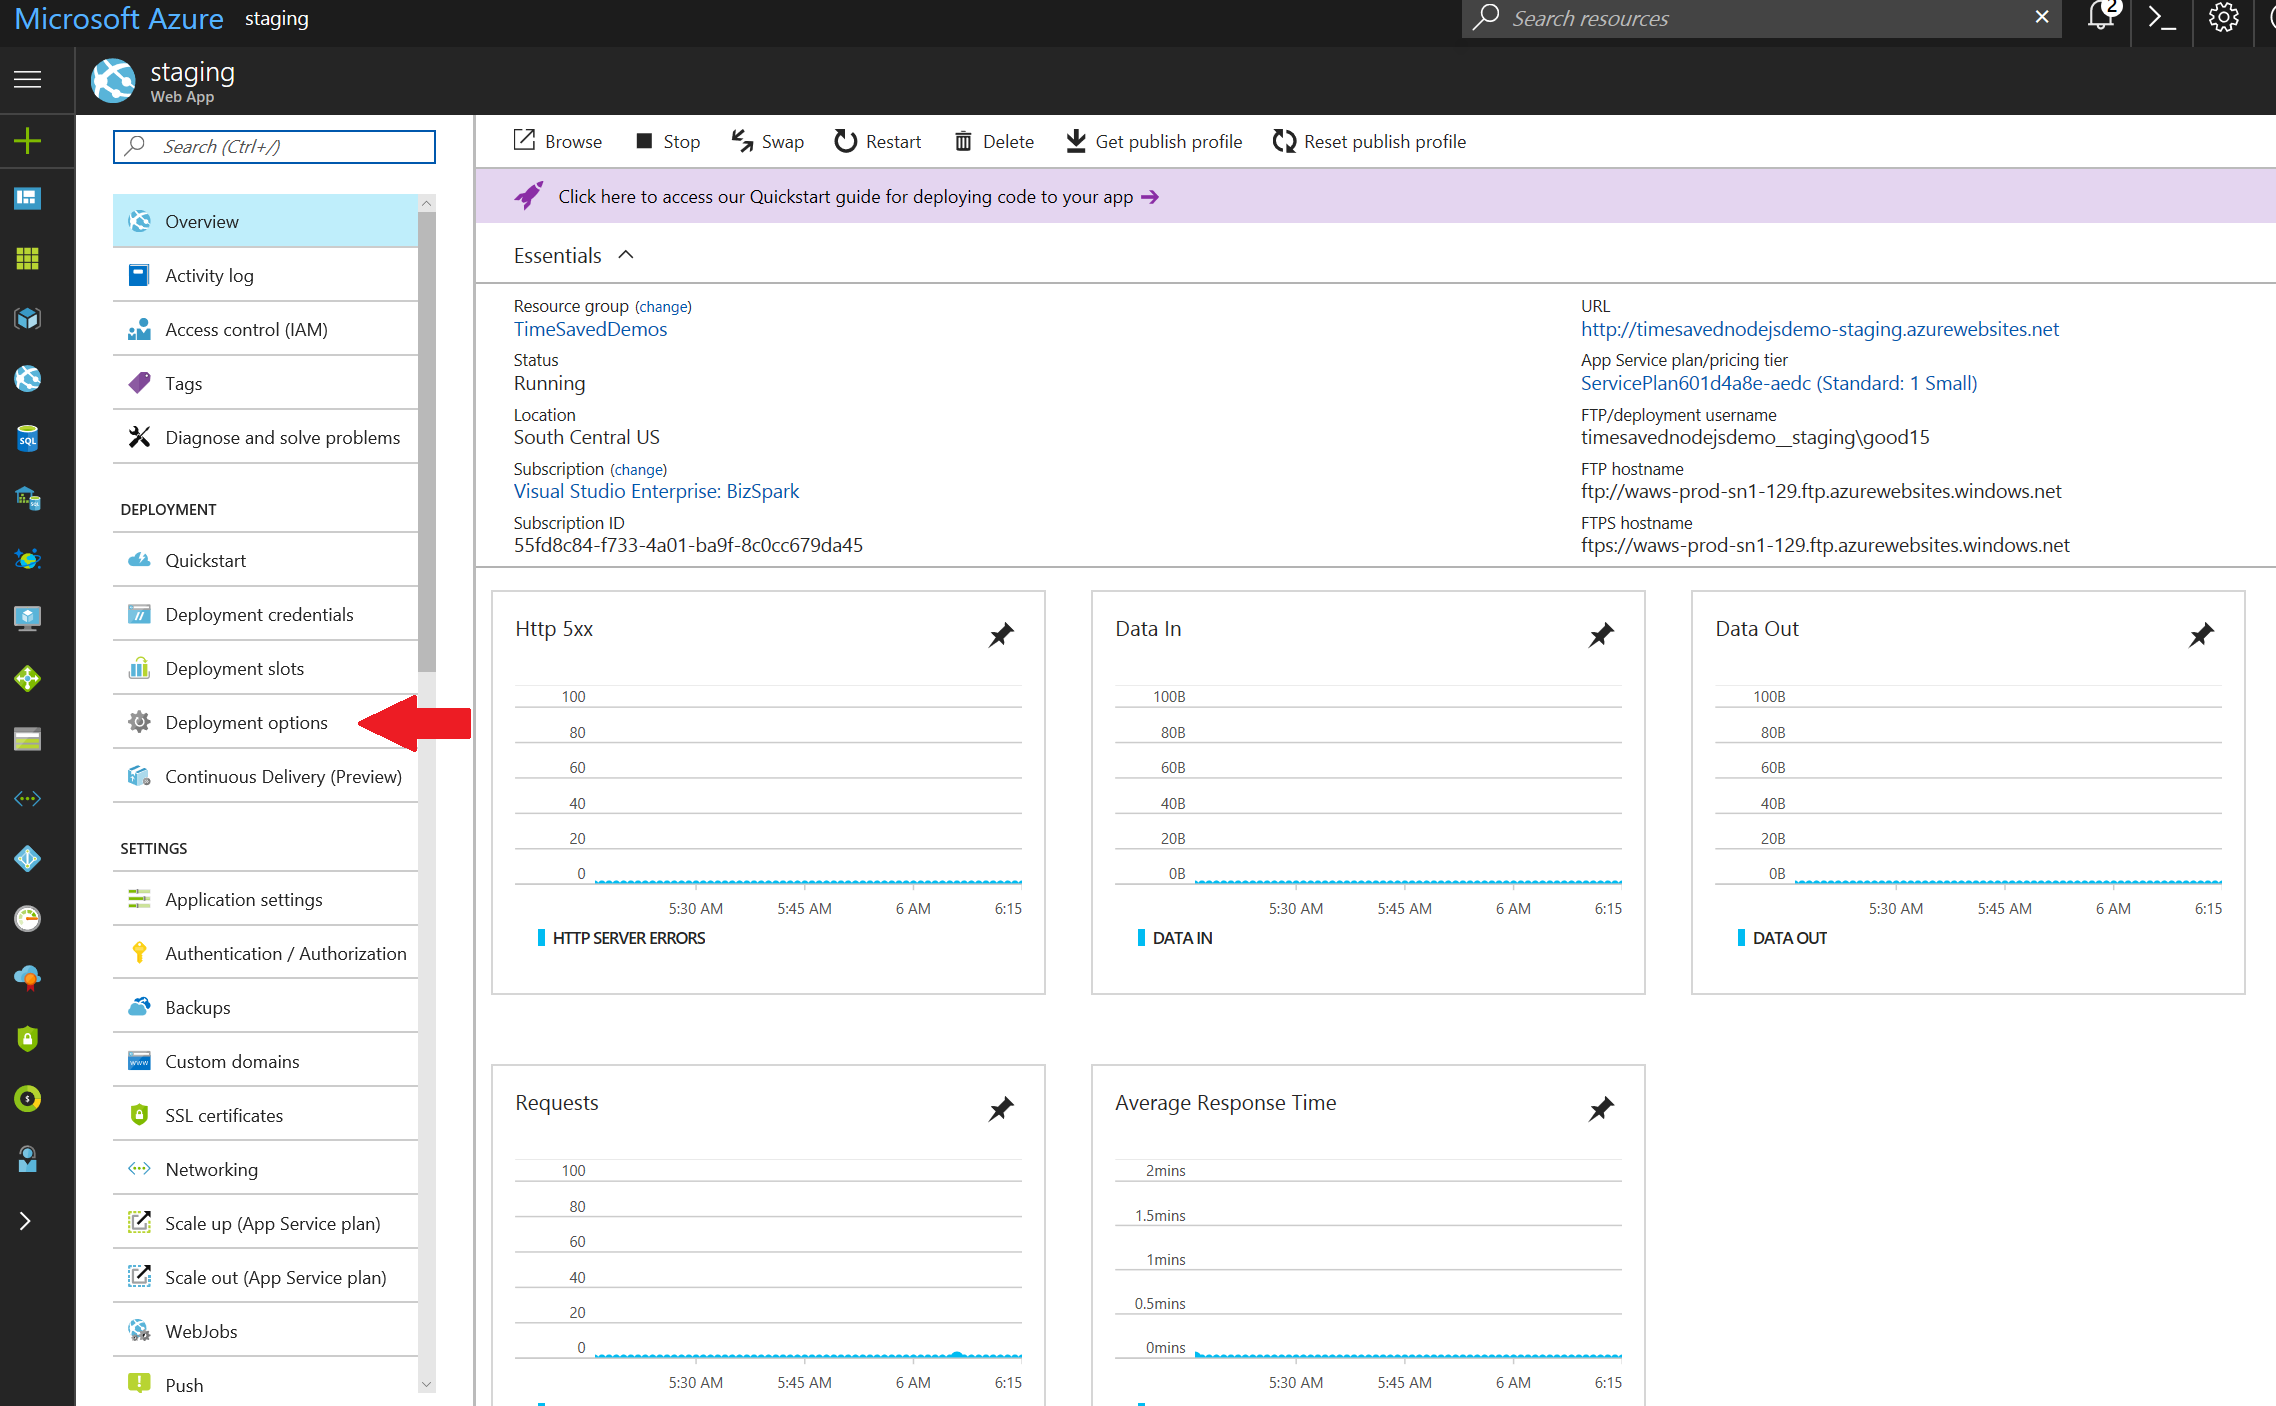 Microsoft Azure staging
Search resources
2
staging
Web App
Search (Ctrl+/)
Overview
Activity log
Access control (IAM)
Tags
Diagnose and solve problems
DEPLOYMENT
Quickstart
Deployment credentials
Deployment slots
Deployment options
Continuous Delivery (Preview)
SETTINGS
Application settings
Authentication / Authorization
Backups
Custom domains
SSL certificates
Networking
Scale up (App Service plan)
Scale out (App Service plan)
WebJobs
Push
Browse Stop Swap Restart Delete Get publish profile Reset publish profile
Click here to access our Quickstart guide for deploying code to your app
Essentials
Resource group (change)
TimeSavedDemos
Status
Running
Location
South Central US
Subscription (change)
Visual Studio Enterprise: BizSpark
Subscription ID
55fd8c84-f733-4a01-ba9f-8c0cc679da45
URL
http://timesavednodejsdemo-staging.azurewebsites.net
App Service plan/pricing tier
ServicePlan601d4a8e-aedc (Standard: 1 Small)
FTP/deployment username
timesavednodejsdemo__staging\good15
FTP hostname
ftp://waws-prod-sn1-129.ftp.azurewebsites.windows.net
FTPS hostname
ftps://waws-prod-sn1-129.ftp.azurewebsites.windows.net
Http 5xx
100
80
60
40
20
0
5:30 AM 5:45 AM 6 AM 6:15
HTTP SERVER ERRORS
Data In
100B
80B
60B
40B
20B
0B
5:30 AM 5:45 AM 6 AM 6:15
DATA IN
Data Out
100B
80B
60B
40B
20B
0B
5:30 AM 5:45 AM 6 AM 6:15
DATA OUT
Requests
100
80
60
40
20
0
5:30 AM 5:45 AM 6 AM 6:15
Average Response Time
2mins
1.5mins
1mins
0.5mins
0mins
5:30 AM 5:45 AM 6 AM 6:15
SQL
www